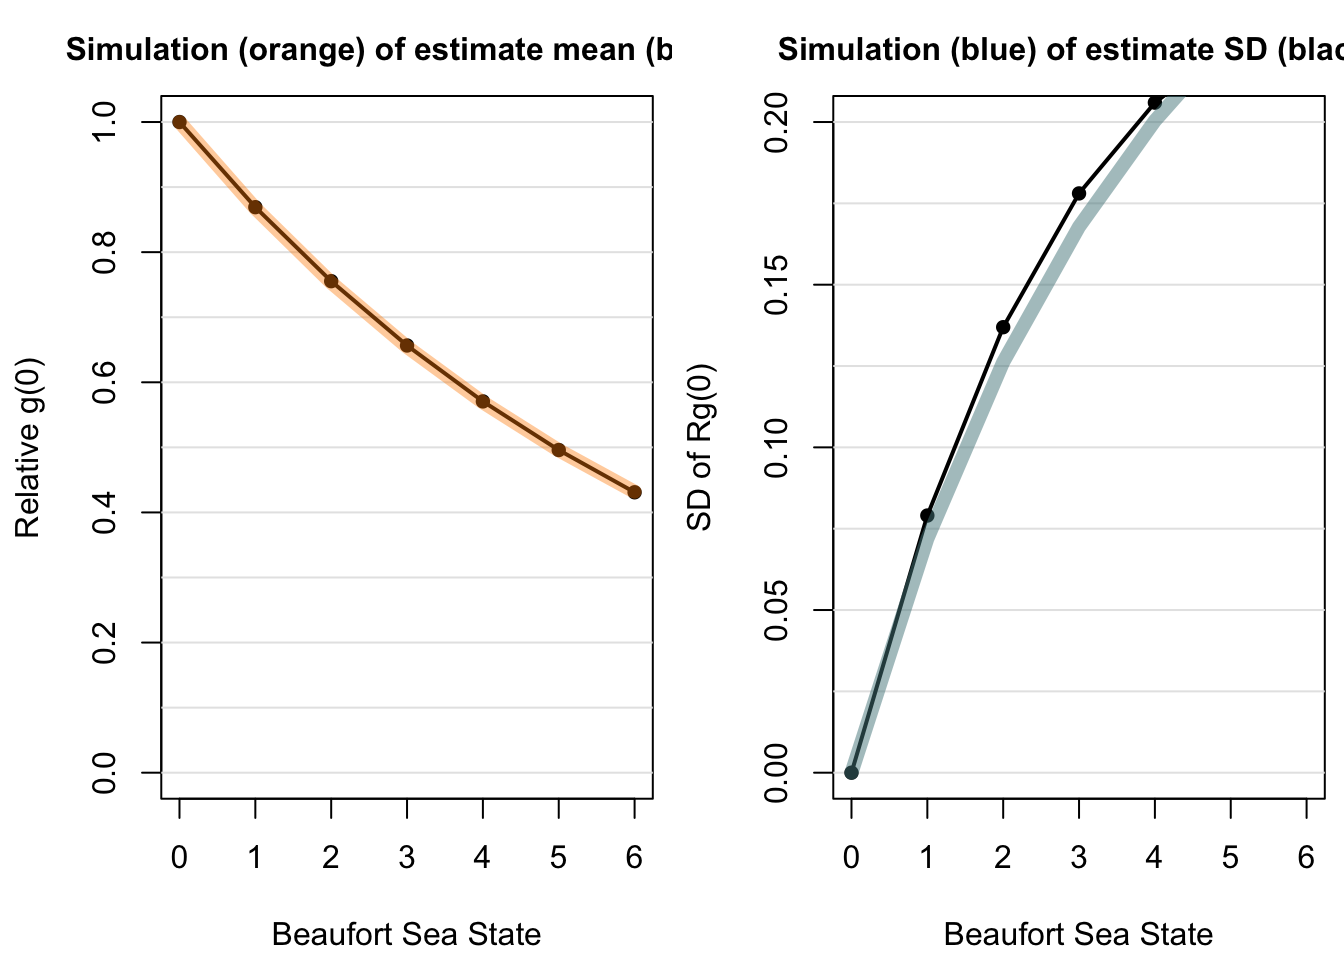 Simulation (orange) of estimate mean (b
Relative g(0)
1.0
0.8
0.6
0.4
0.2
0.0
0 1 2 3 4 5 6
Beaufort Sea State
Simulation (blue) of estimate SD (blac
SD of Rg(0)
0.20
0.15
0.10
0.05
0.00
0 1 2 3 4 5 6
Beaufort Sea State